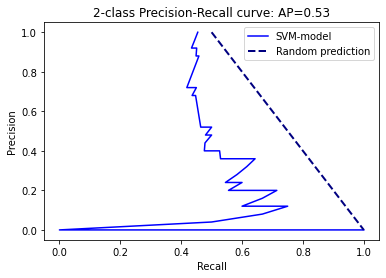 2-class Precision-Recall curve: AP=0.53
SVM-model
Random prediction
1.0
0.8
0.6
0.4
0.2
0.0
Precision
0.0 0.2 0.4 0.6 0.8 1.0
Recall